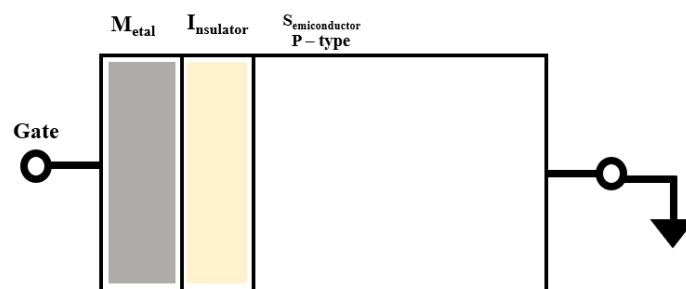 Metal
Insulator
Semiconductor
P – type
Gate